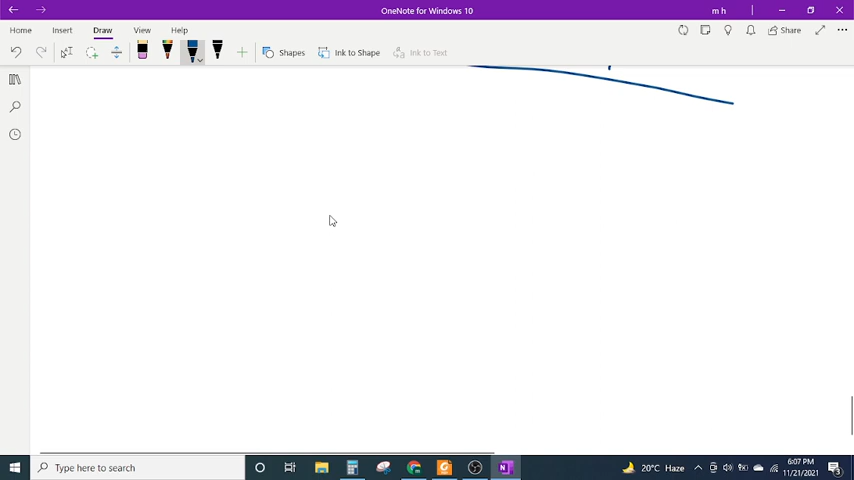 OneNote for Windows 10
m h
Home Insert Draw View Help
Share
Shapes Ink to Shape Ink to Text
Type here to search
20°C Haze
6:07 PM
11/21/2021
3